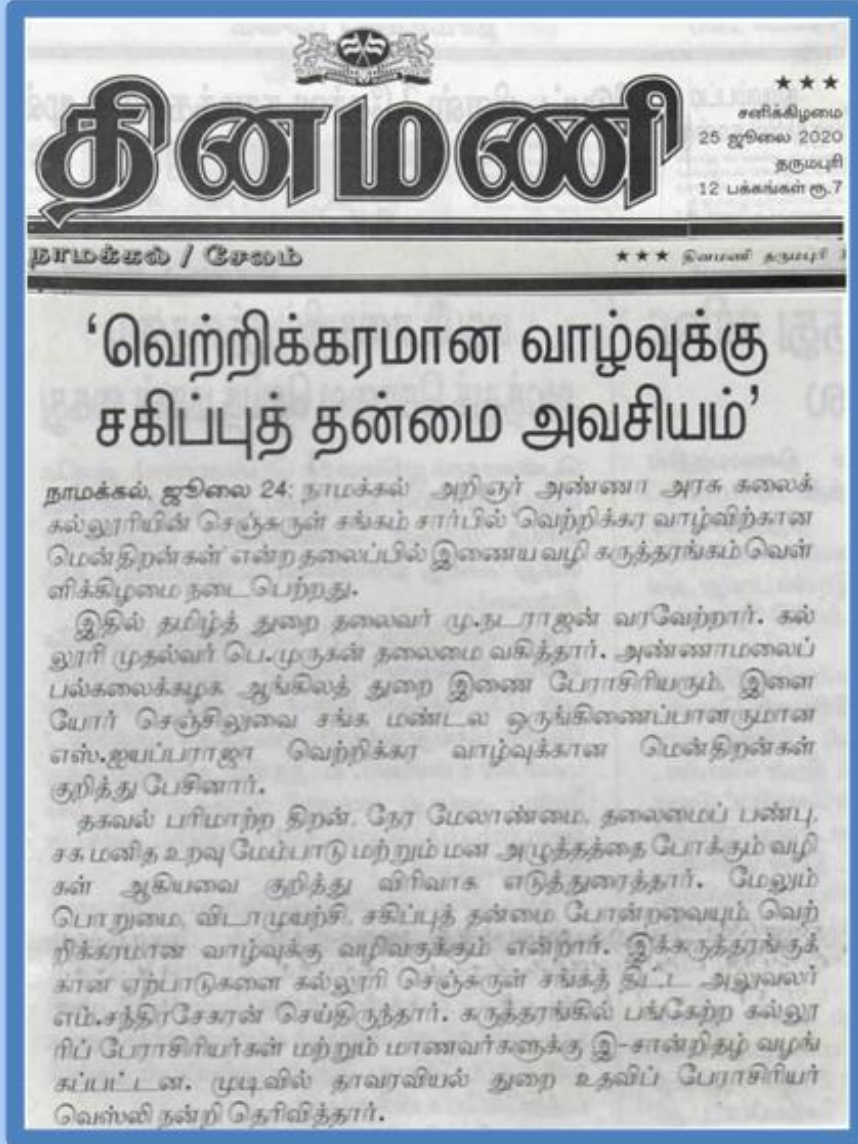 தினமணி
★★★
சனிக்கிழமை
25 ஜூலை 2020
தருமபுரி
12 பக்கங்கள் ரூ.7
நாமக்கல் / சேலம்
★★★ தினமணி தருமபுரி
'வெற்றிக்கரமான வாழ்வுக்கு
சகிப்புத் தன்மை அவசியம்'
நாமக்கல், ஜூலை 24: நாமக்கல் அறிஞர் அண்ணா அரசு கலைக்
கல்லூரியின் செஞ்சுருள் சங்கம் சார்பில் 'வெற்றிக்கர வாழ்விற்கான
மென்திறன்கள்' என்ற தலைப்பில் இணைய வழி கருத்தரங்கம் வெள்
ளிக்கிழமை நடைபெற்றது.
இதில் தமிழ்த் துறை தலைவர் மு.நடராஜன் வரவேற்றார். கல்
லூரி முதல்வர் பெ.முருகன் தலைமை வகித்தார். அண்ணாமலைப்
பல்கலைக்கழக ஆங்கிலத் துறை இணை பேராசிரியரும், இளை
யோர் செஞ்சிலுவை சங்க மண்டல ஒருங்கிணைப்பாளருமான
எஸ்.ஐயப்பராஜா வெற்றிக்கர வாழ்வுக்கான மென்திறன்கள்
குறித்து பேசினார்.
தகவல் பரிமாற்ற திறன், நேர மேலாண்மை, தலைமைப் பண்பு,
சக மனித உறவு மேம்பாடு மற்றும் மன அழுத்தத்தை போக்கும் வழி
கள் ஆகியவை குறித்து விரிவாக எடுத்துரைத்தார். மேலும்
பொறுமை, விடாமுயற்சி, சகிப்புத் தன்மை போன்றவையும் வெற்
றிக்கரமான வாழ்வுக்கு வழிவகுக்கும் என்றார். இக்கருத்தரங்குக்
கான ஏற்பாடுகளை கல்லூரி செஞ்சுருள் சங்கத் திட்ட அலுவலர்
எம்.சந்திரசேகரன் செய்திருந்தார். கருத்தரங்கில் பங்கேற்ற கல்லூ
ரிப் பேராசிரியர்கள் மற்றும் மாணவர்களுக்கு இ-சான்றிதழ் வழங்
கப்பட்டன. முடிவில் தாவரவியல் துறை உதவிப் பேராசிரியர்
வெஸ்லி நன்றி தெரிவித்தார்.